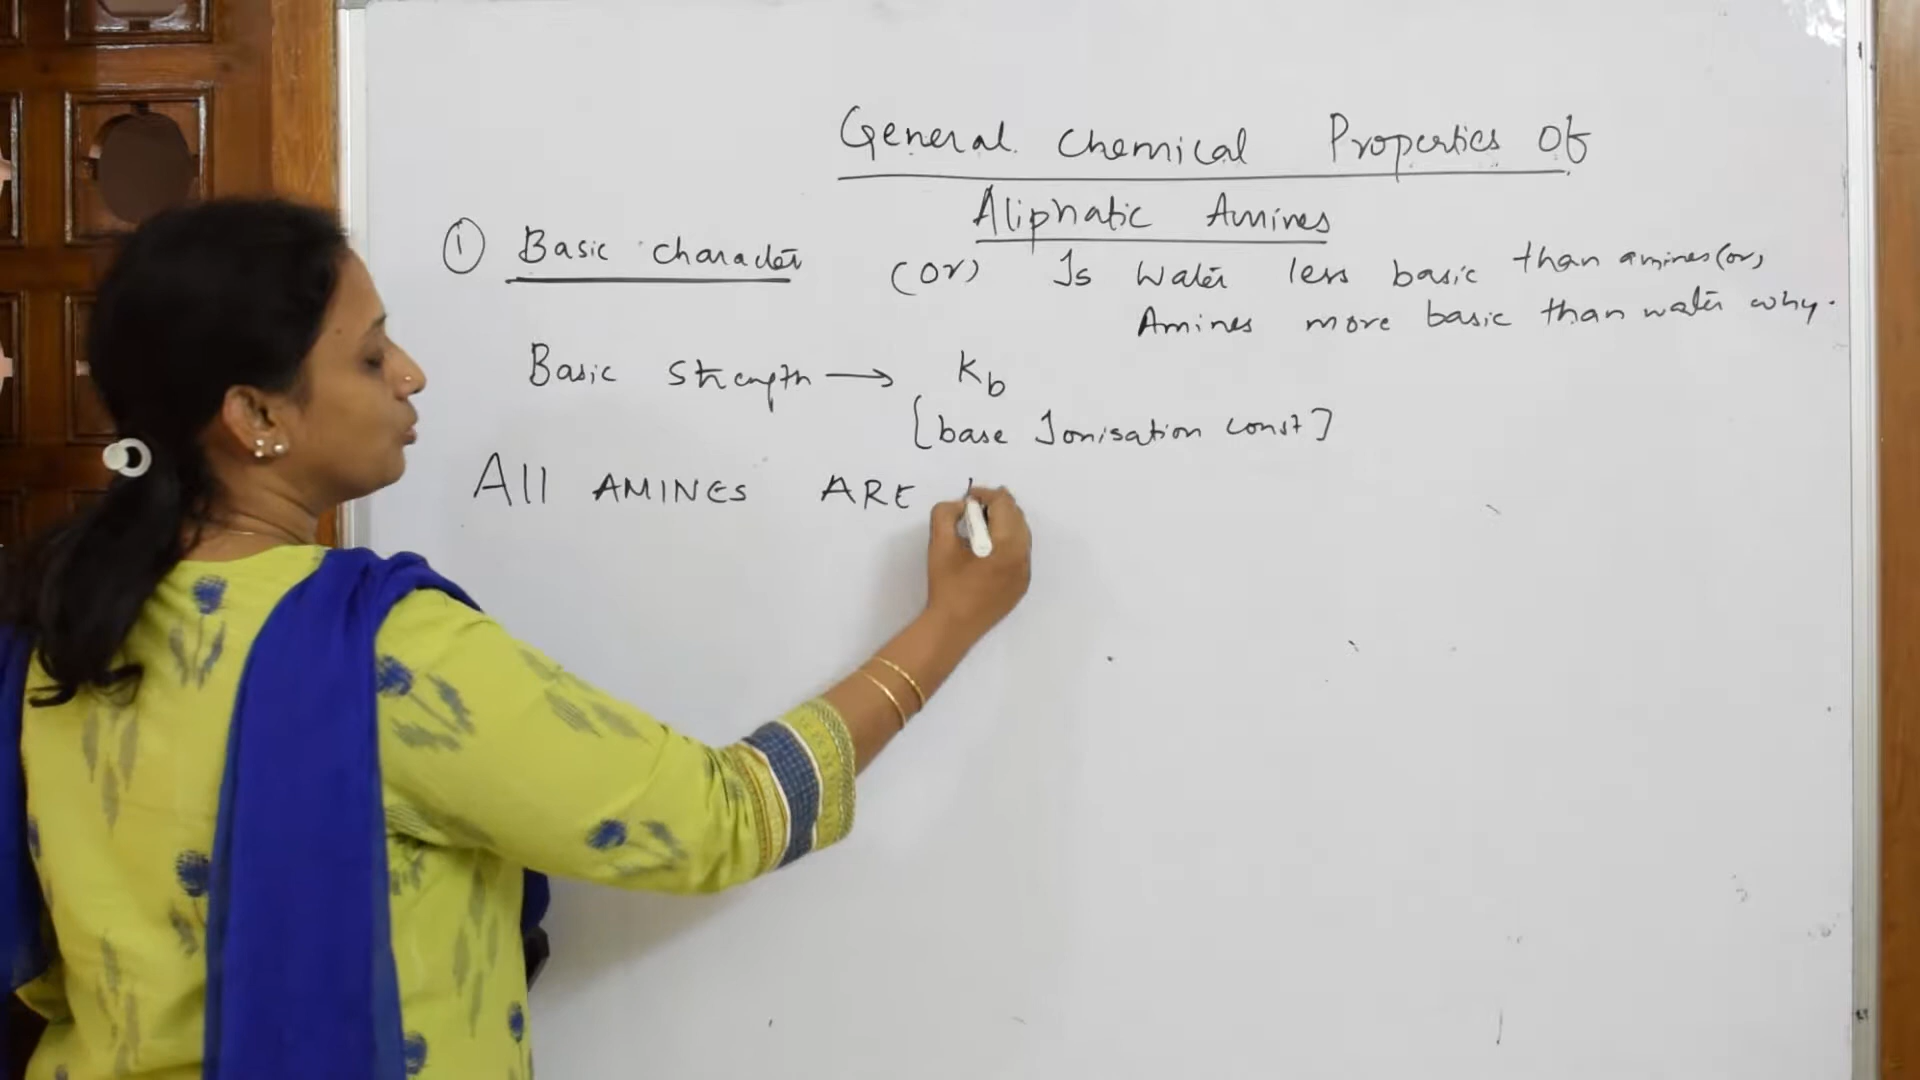 General Chemical Properties Of
Aliphatic Amines
① Basic character (or) Is Water less basic than amines (or)
Amines more basic than water why.
Basic Strength → Kb
[base Ionisation const]
All AMINES ARE